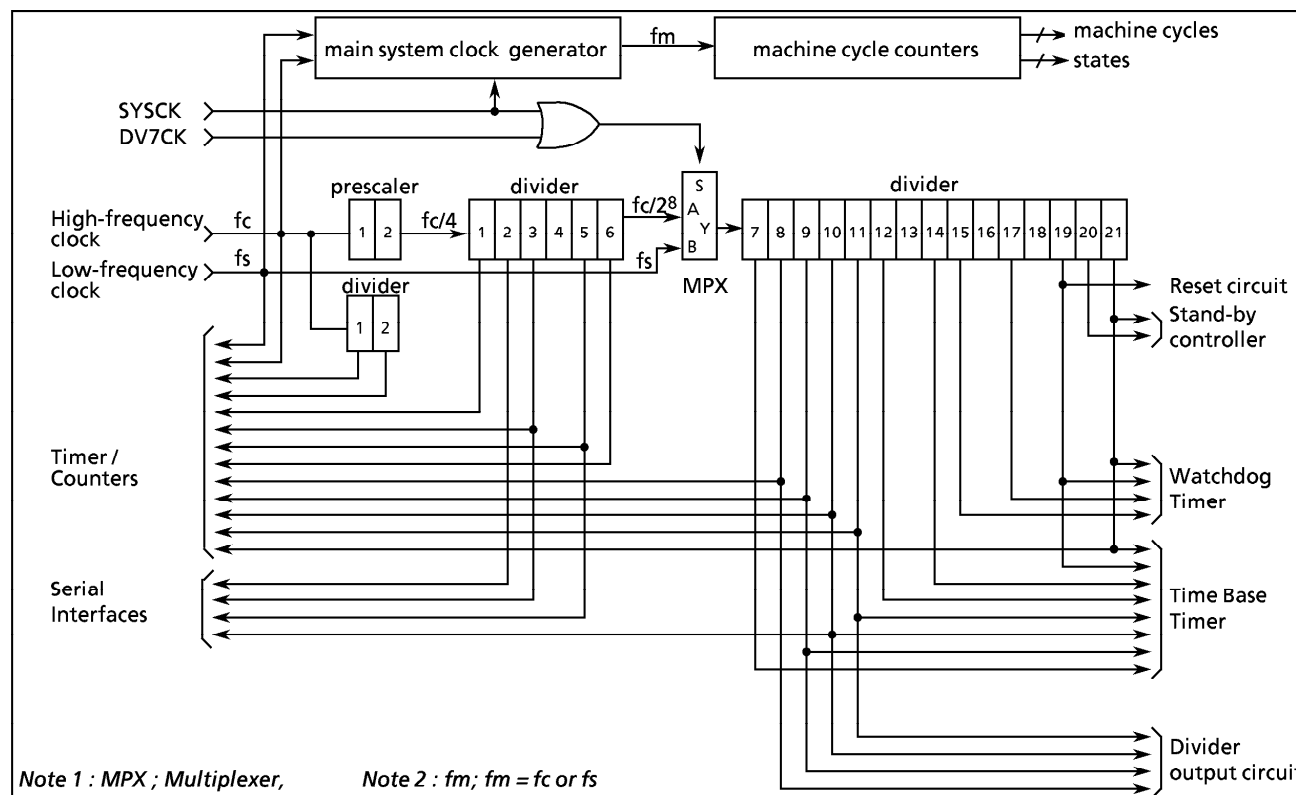 main system clock generator
fm
machine cycle counters
machine cycles
states
SYSCK
DV7CK
prescaler
divider
divider
High-frequency
clock
fc
1 2
fc/4
1 2 3 4 5 6
fc/2⁸
S
A
Y
B
MPX
7 8 9 10 11 12 13 14 15 16 17 18 19 20 21
Low-frequency
clock
fs
fs
divider
1 2
Reset circuit
Stand-by
controller
Timer /
Counters
Watchdog
Timer
Serial
Interfaces
Time Base
Timer
Divider
output circuit
Note 1 : MPX ; Multiplexer,
Note 2 : fm; fm = fc or fs